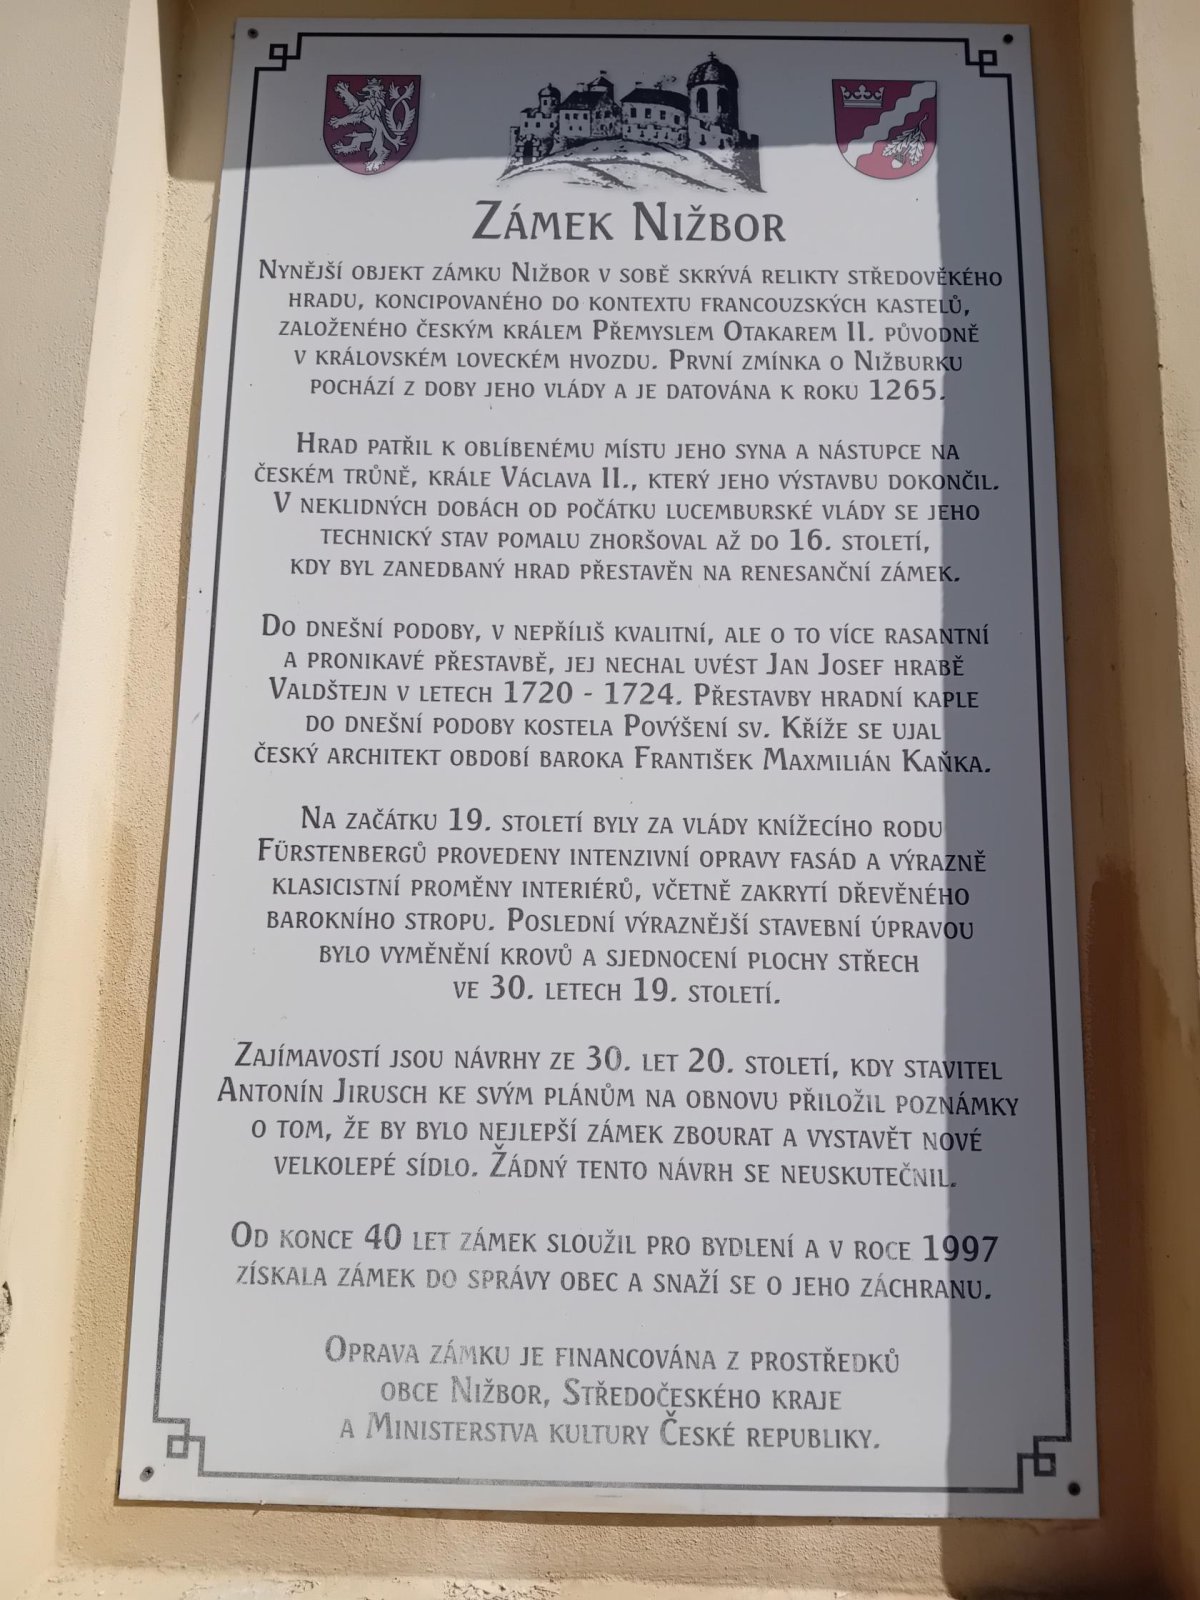 Zámek Nižbor
Nynější objekt zámku Nižbor v sobě skrývá relikty středověkého
hradu, koncipovaného do kontextu francouzských kastelů,
založeného českým králem Přemyslem Otakarem II. původně
v královském loveckém hvozdu. První zmínka o Nižburku
pochází z doby jeho vlády a je datována k roku 1265.
Hrad patřil k oblíbenému místu jeho syna a nástupce na
českém trůně, krále Václava II., který jeho výstavbu dokončil.
V neklidných dobách od počátku lucemburské vlády se jeho
technický stav pomalu zhoršoval až do 16. století,
kdy byl zanedbaný hrad přestavěn na renesanční zámek.
Do dnešní podoby, v nepříliš kvalitní, ale o to více rasantní
a pronikavé přestavbě, jej nechal uvést Jan Josef hrabě
Valdštejn v letech 1720 - 1724. Přestavby hradní kaple
do dnešní podoby kostela Povýšení sv. Kříže se ujal
český architekt období baroka František Maxmilián Kaňka.
Na začátku 19. století byly za vlády knížecího rodu
Fürstenbergů provedeny intenzivní opravy fasád a výrazně
klasicistní proměny interiérů, včetně zakrytí dřevěného
barokního stropu. Poslední výraznější stavební úpravou
bylo vyměnění krovů a sjednocení plochy střech
ve 30. letech 19. století.
Zajímavostí jsou návrhy ze 30. let 20. století, kdy stavitel
Antonín Jirusch ke svým plánům na obnovu přiložil poznámky
o tom, že by bylo nejlepší zámek zbourat a vystavět nové
velkolepé sídlo. Žádný tento návrh se neuskutečnil.
Od konce 40 let zámek sloužil pro bydlení a v roce 1997
získala zámek do správy obec a snaží se o jeho záchranu.
Oprava zámku je financována z prostředků
obce Nižbor, Středočeského kraje
a Ministerstva kultury České republiky.